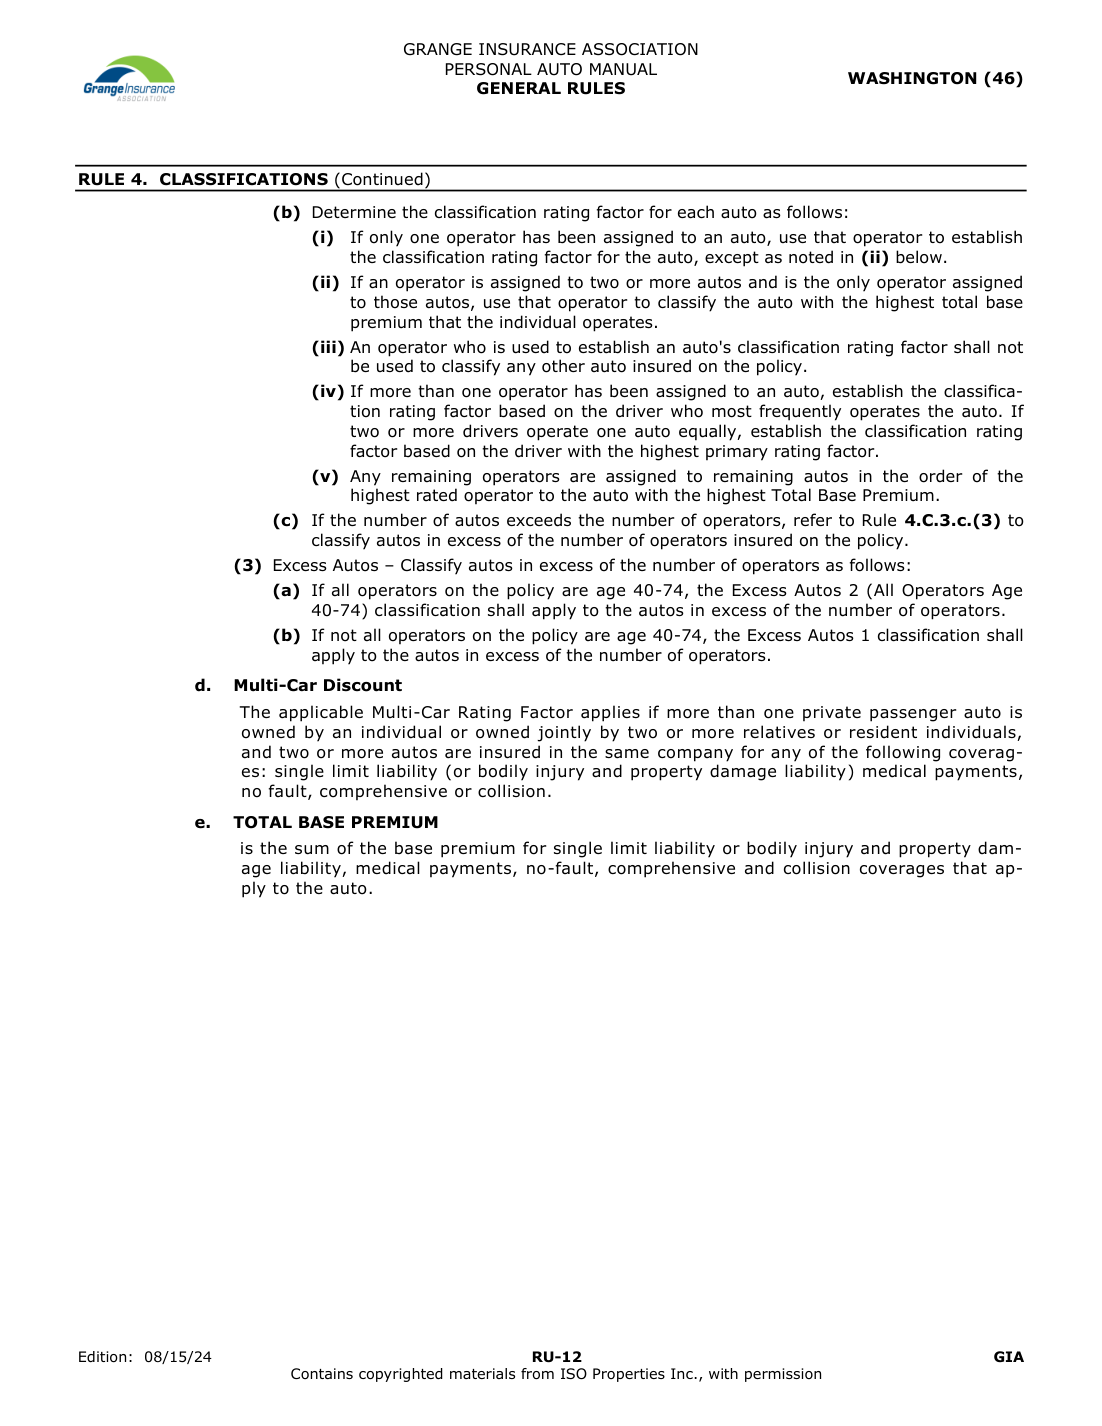 GRANGE INSURANCE ASSOCIATION
PERSONAL AUTO MANUAL
GENERAL RULES
WASHINGTON (46)
GrangeInsurance
ASSOCIATION
RULE 4. CLASSIFICATIONS (Continued)
(b) Determine the classification rating factor for each auto as follows:
(i) If only one operator has been assigned to an auto, use that operator to establish
the classification rating factor for the auto, except as noted in (ii) below.
(ii) If an operator is assigned to two or more autos and is the only operator assigned
to those autos, use that operator to classify the auto with the highest total base
premium that the individual operates.
(iii) An operator who is used to establish an auto's classification rating factor shall not
be used to classify any other auto insured on the policy.
(iv) If more than one operator has been assigned to an auto, establish the classifica-
tion rating factor based on the driver who most frequently operates the auto. If
two or more drivers operate one auto equally, establish the classification rating
factor based on the driver with the highest primary rating factor.
(v) Any remaining operators are assigned to remaining autos in the order of the
highest rated operator to the auto with the highest Total Base Premium.
(c) If the number of autos exceeds the number of operators, refer to Rule 4.C.3.c.(3) to
classify autos in excess of the number of operators insured on the policy.
(3) Excess Autos – Classify autos in excess of the number of operators as follows:
(a) If all operators on the policy are age 40-74, the Excess Autos 2 (All Operators Age
40-74) classification shall apply to the autos in excess of the number of operators.
(b) If not all operators on the policy are age 40-74, the Excess Autos 1 classification shall
apply to the autos in excess of the number of operators.
d. Multi-Car Discount
The applicable Multi-Car Rating Factor applies if more than one private passenger auto is
owned by an individual or owned jointly by two or more relatives or resident individuals,
and two or more autos are insured in the same company for any of the following coverag-
es: single limit liability (or bodily injury and property damage liability) medical payments,
no fault, comprehensive or collision.
e. TOTAL BASE PREMIUM
is the sum of the base premium for single limit liability or bodily injury and property dam-
age liability, medical payments, no-fault, comprehensive and collision coverages that ap-
ply to the auto.
Edition: 08/15/24
RU-12
GIA
Contains copyrighted materials from ISO Properties Inc., with permission